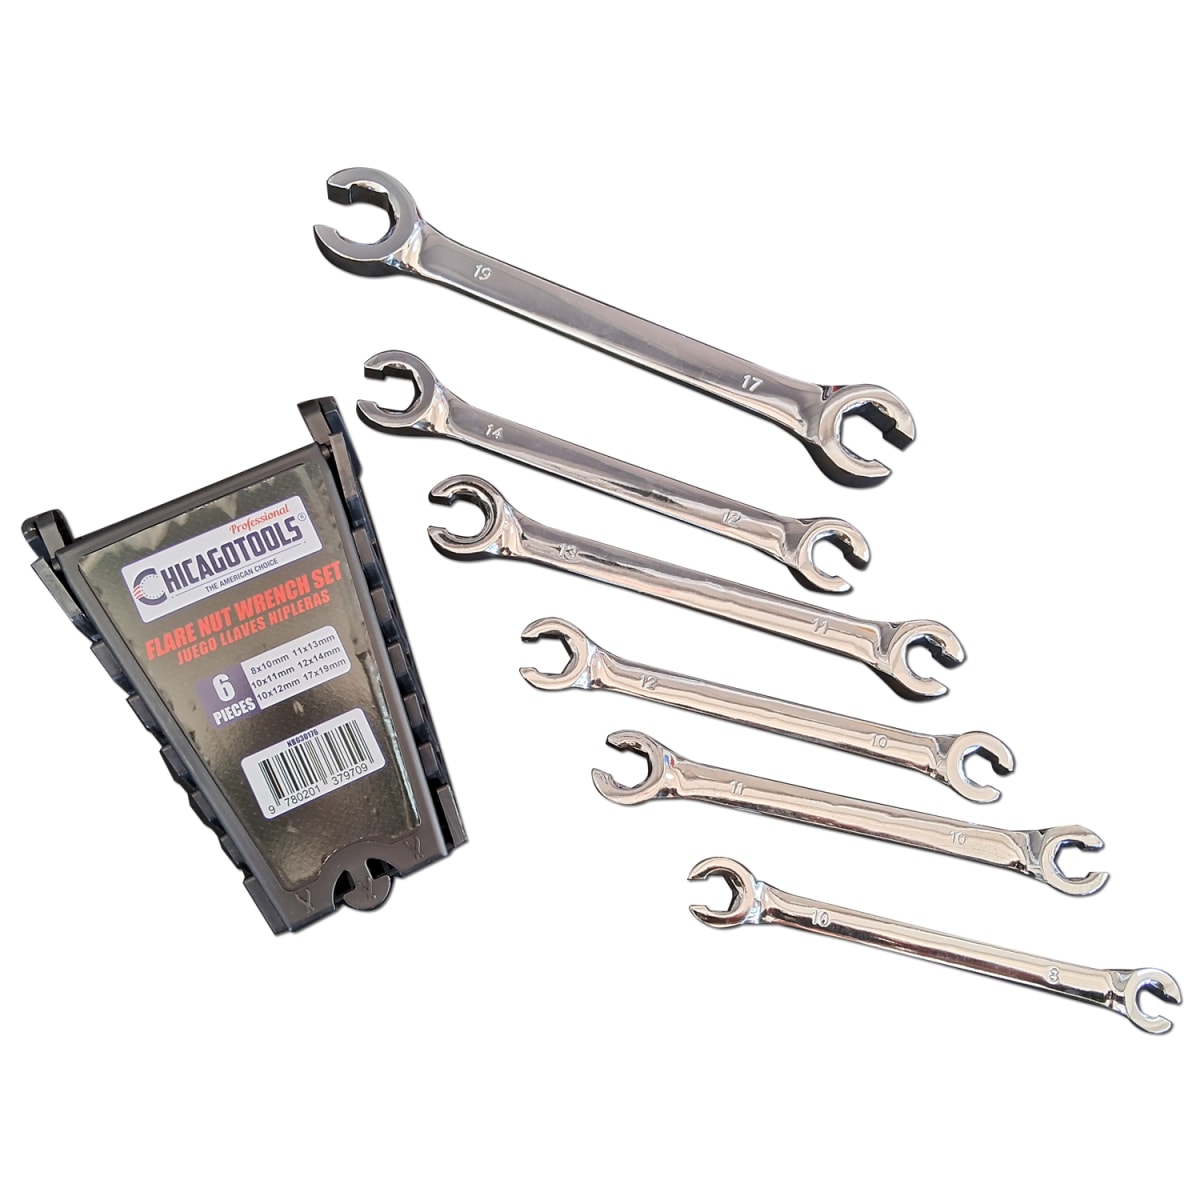 Professional
CHICAGOTOOLS®
THE AMERICAN CHOICE
FLARE NUT WRENCH SET
JUEGO LLAVES NIPLERAS
6
PIECES
8x10mm 11x13mm
10x11mm 12x14mm
10x12mm 17x19mm
KBG30176
9 780201 379709
19
17
14
12
13
11
12
10
11
10
10
8